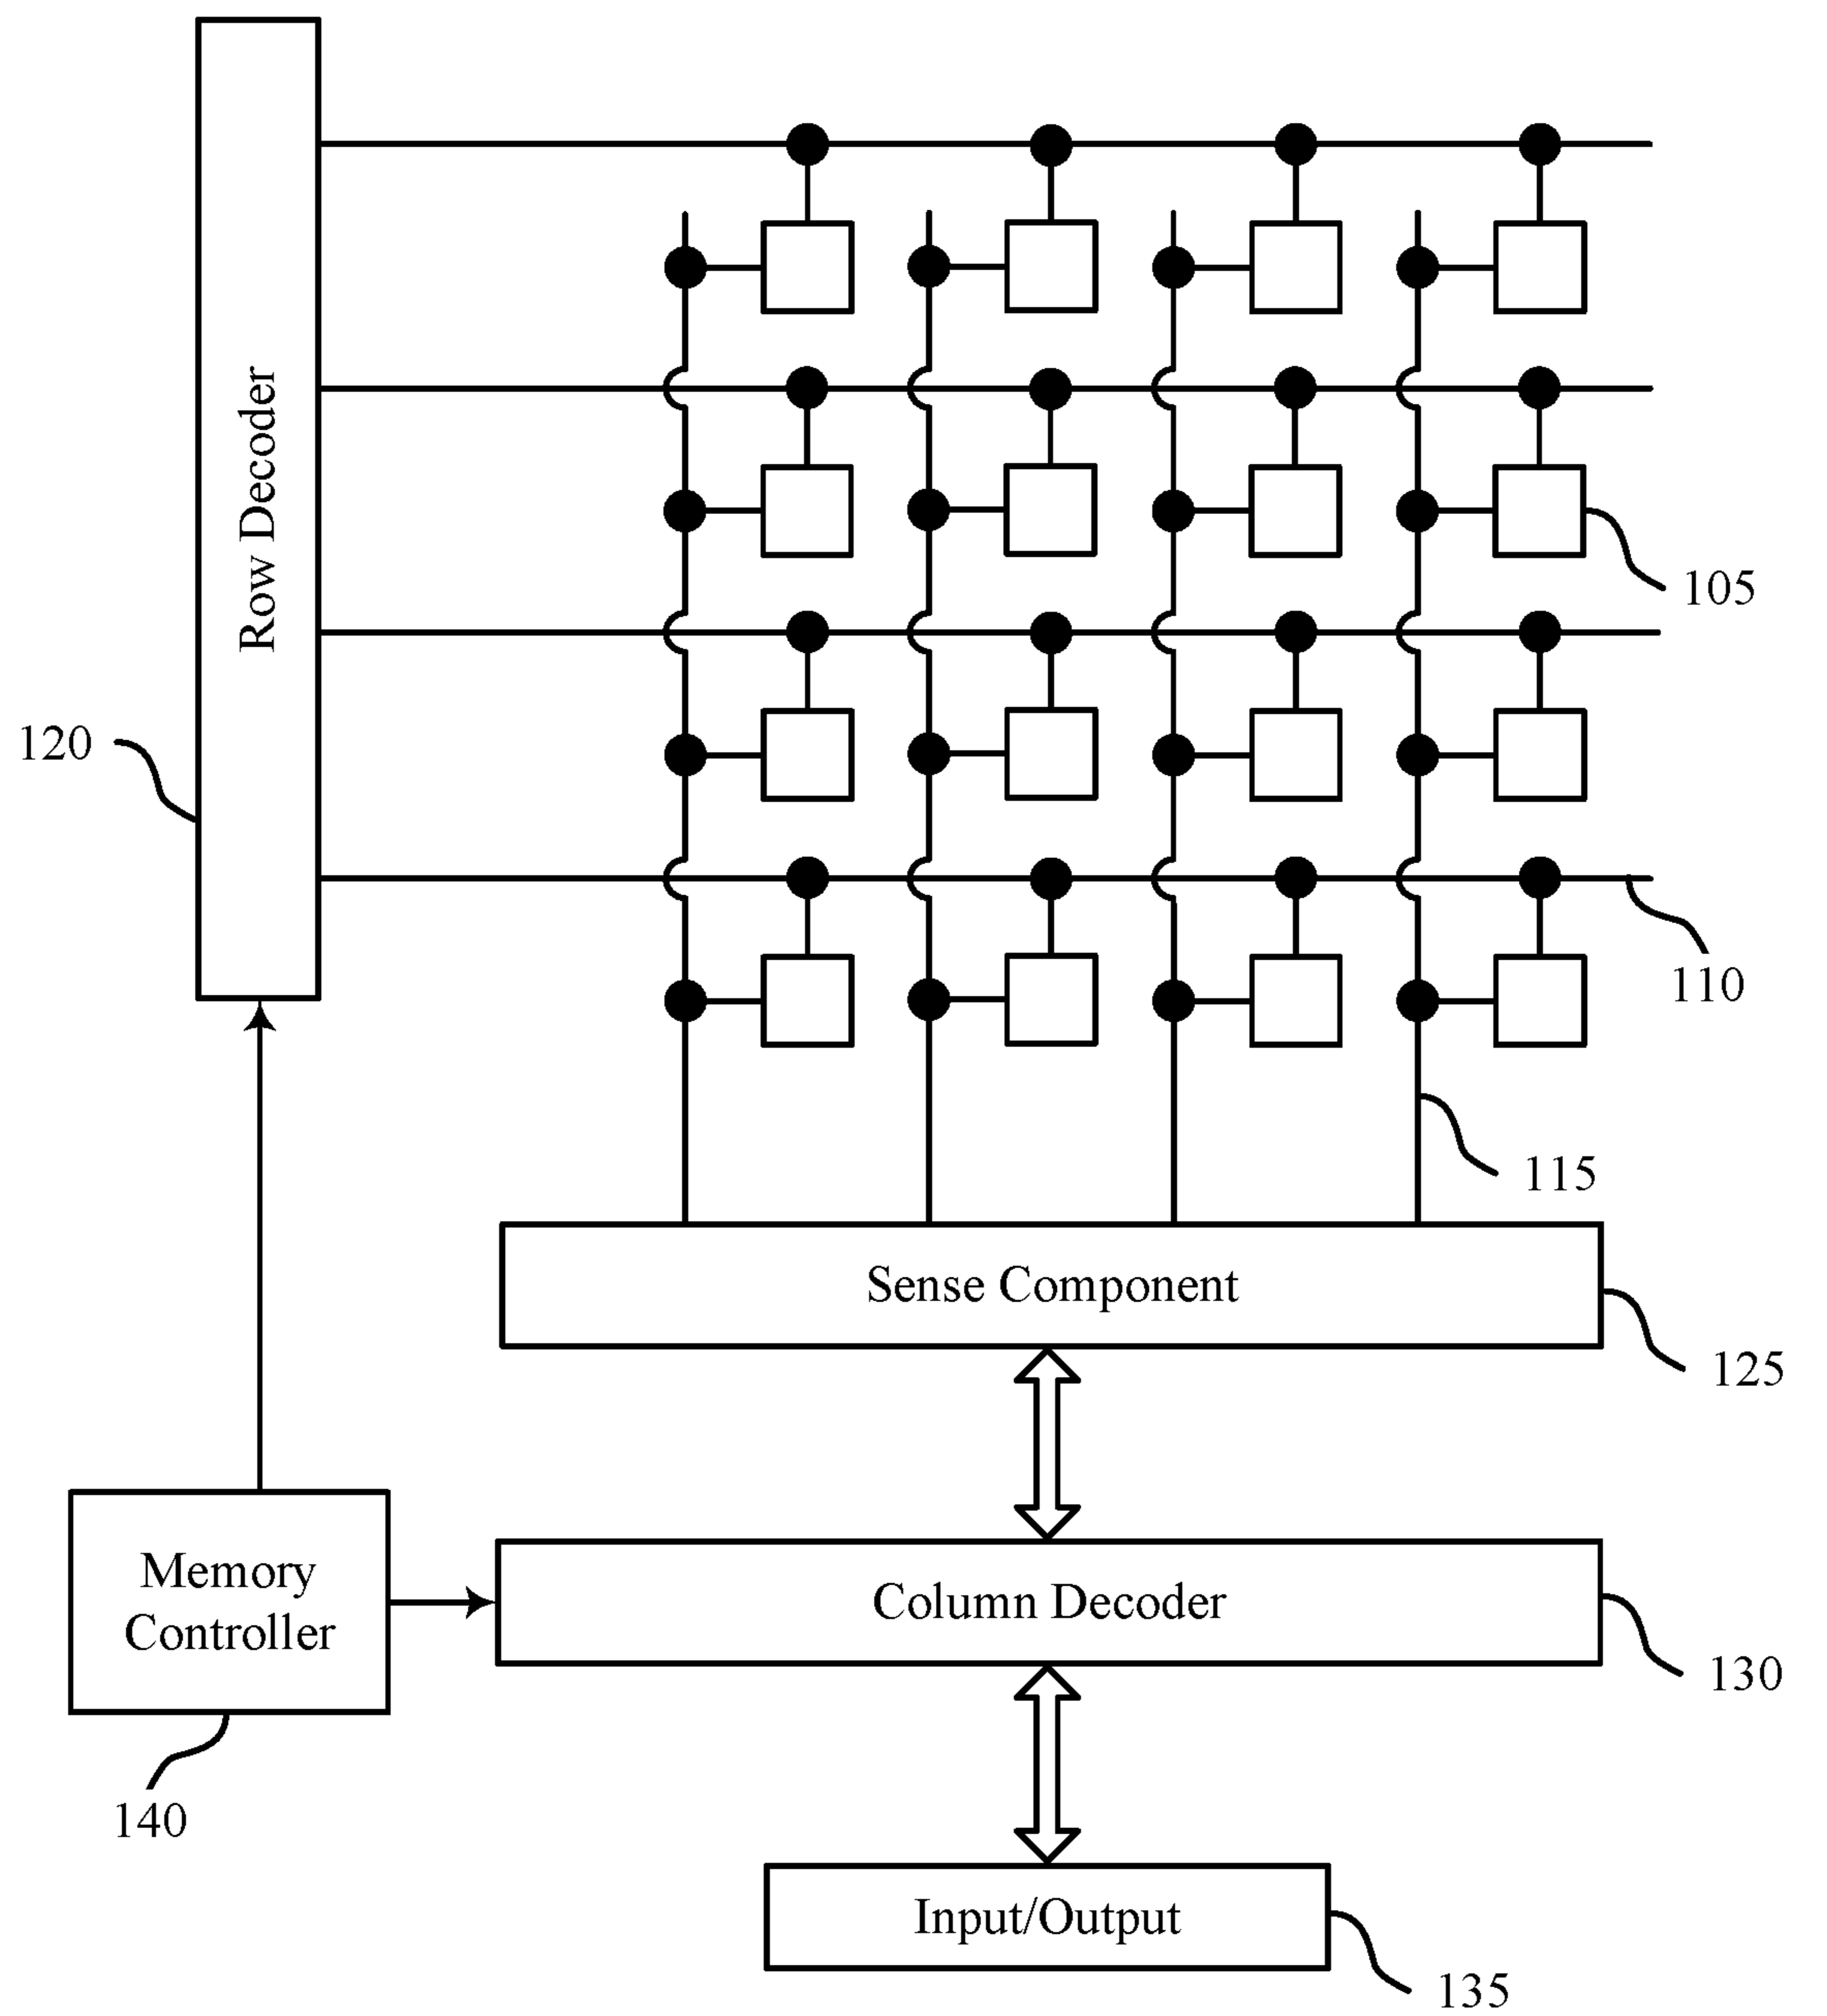 Row Decoder
105
120
110
115
Sense Component
125
Memory
Controller
Column Decoder
130
140
Input/Output
135